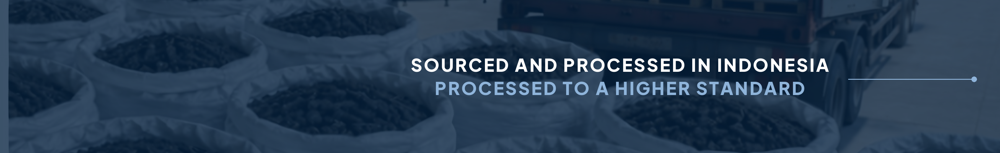 SOURCED AND PROCESSED IN INDONESIA
PROCESSED TO A HIGHER STANDARD